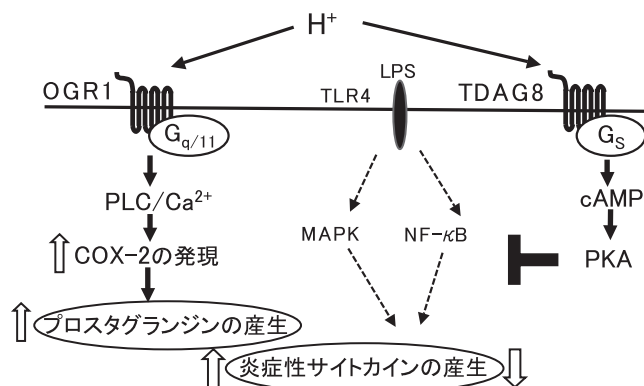 H⁺
LPS
OGR1 TLR4 TDAG8
Gq/11 GS
PLC/Ca²⁺ cAMP
MAPK NF-κB
COX-2の発現 PKA
プロスタグランジンの産生
炎症性サイトカインの産生